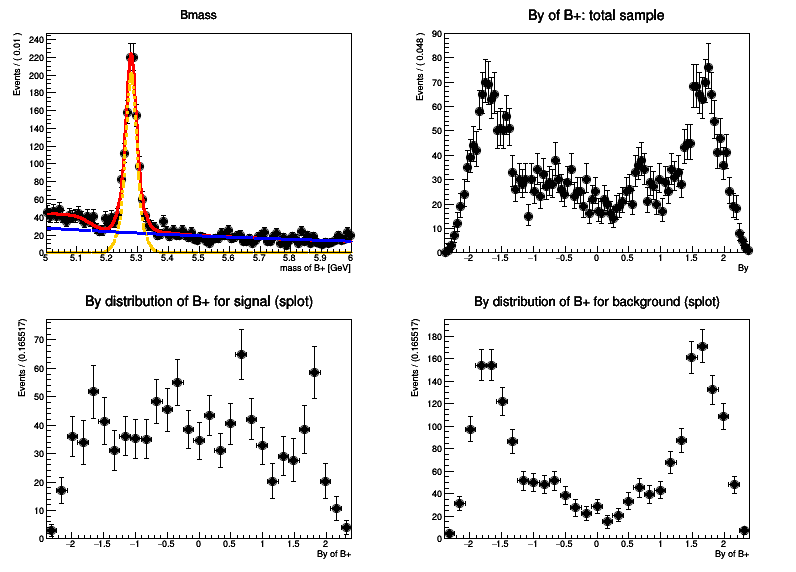 Bmass
Events / ( 0.01 )
240
220
200
180
160
140
120
100
80
60
40
20
0
5 5.1 5.2 5.3 5.4 5.5 5.6 5.7 5.8 5.9 6
mass of B+ [GeV]
By of B+: total sample
Events / ( 0.048 )
90
80
70
60
50
40
30
20
10
0
−2 −1.5 −1 −0.5 0 0.5 1 1.5 2
By
By distribution of B+ for signal (splot)
Events / (0.165517)
70
60
50
40
30
20
10
0
−2 −1.5 −1 −0.5 0 0.5 1 1.5 2
By of B+
By distribution of B+ for background (splot)
Events / (0.165517)
180
160
140
120
100
80
60
40
20
0
−2 −1.5 −1 −0.5 0 0.5 1 1.5 2
By of B+